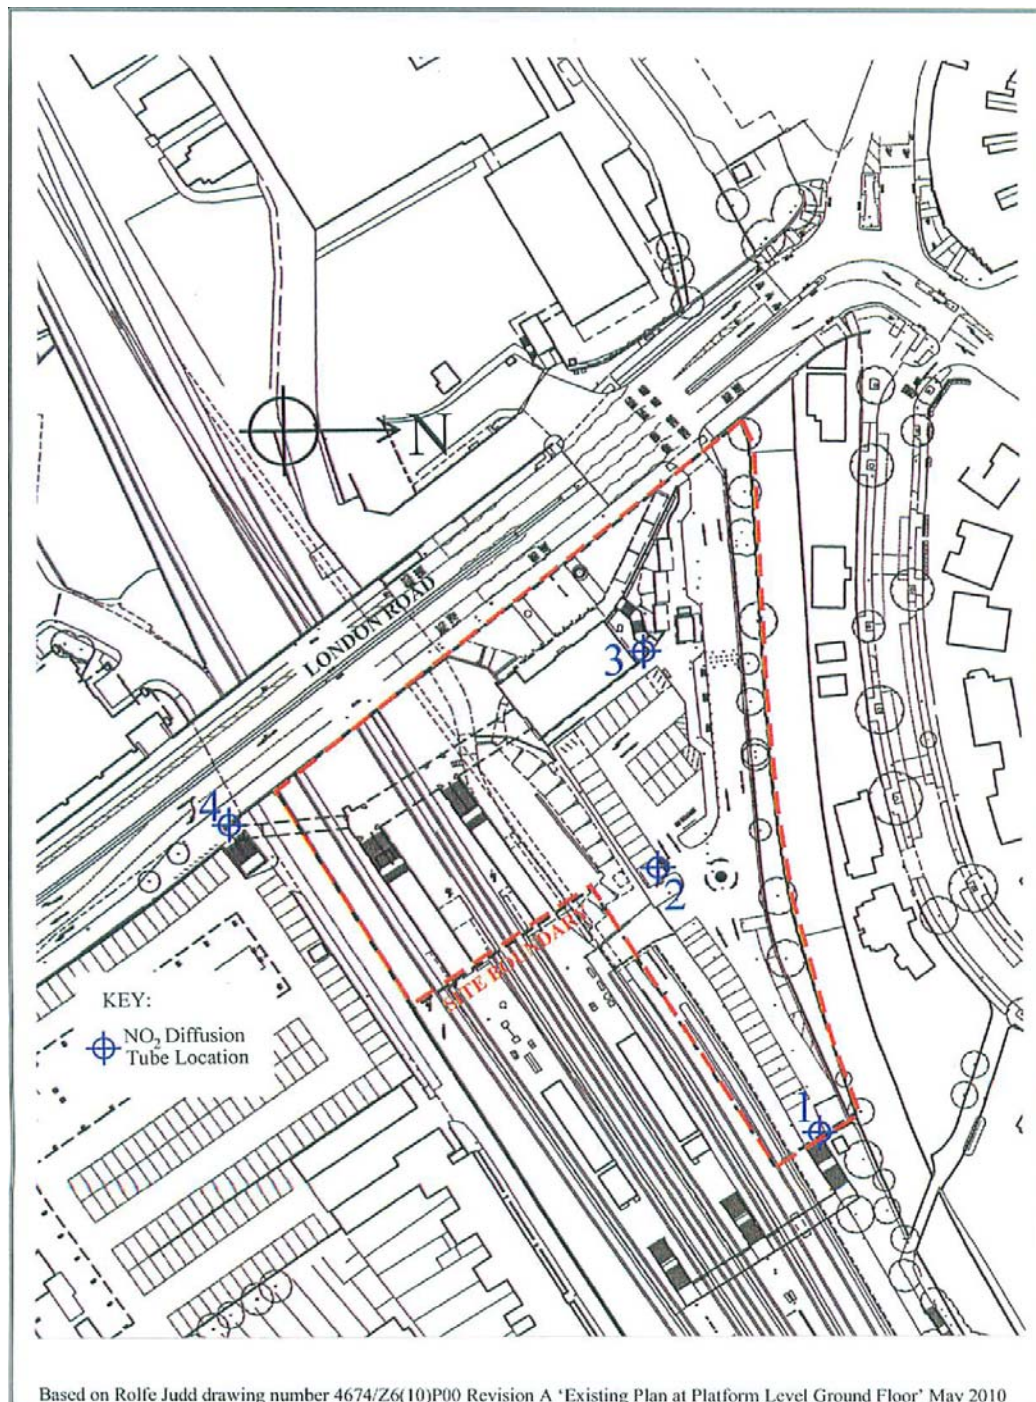 N
LONDON ROAD
3
4
2
SITE BOUNDARY
KEY:
NO₂ Diffusion
Tube Location
1
Based on Rolfe Judd drawing number 4674/Z6(10)P00 Revision A ‘Existing Plan at Platform Level Ground Floor’ May 2010